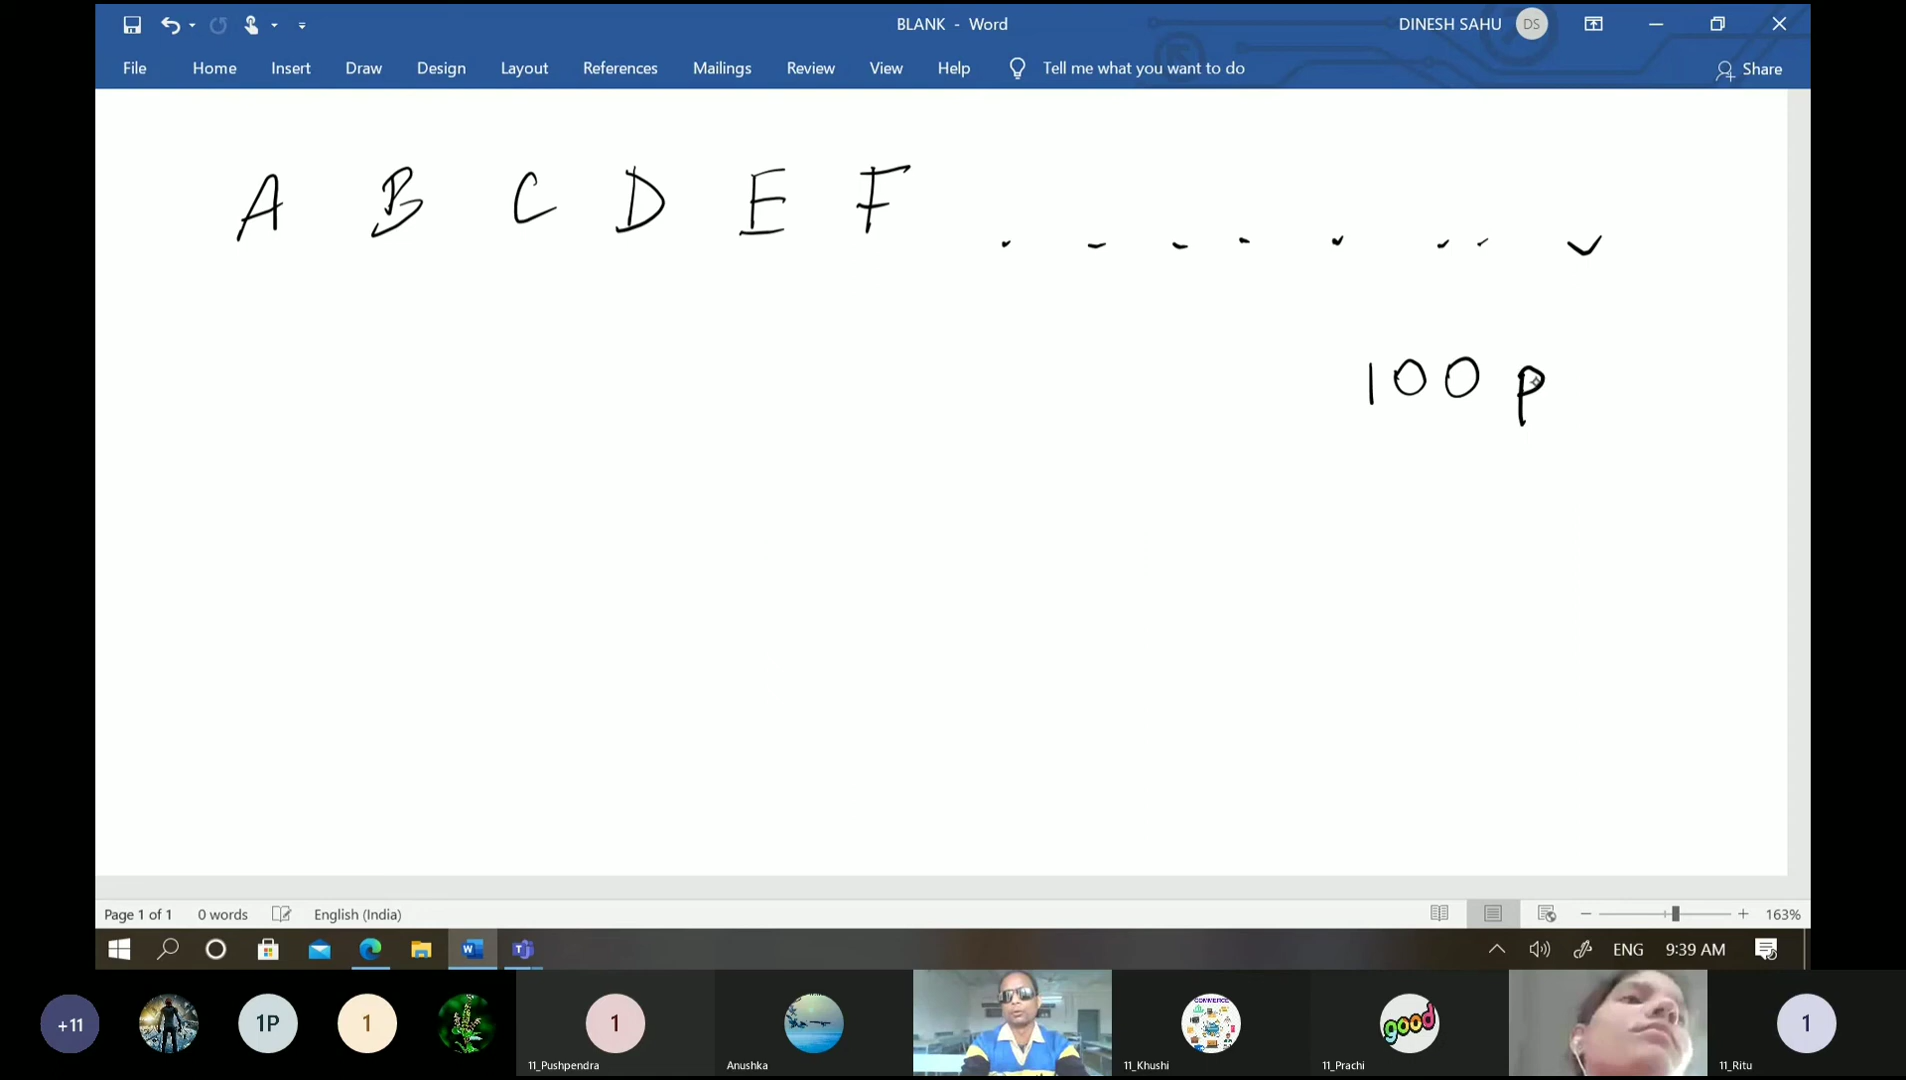 BLANK - Word DINESH SAHU DS
File Home Insert Draw Design Layout References Mailings Review View Help Tell me what you want to do Share
A B C D E F . - - - . . . .
100 p
Page 1 of 1 0 words English (India) 163%
ENG 9:39 AM
+11 1P 1 1 COMMERCE good 1
11_Pushpendra Anushka 11_Khushi 11_Prachi 11_Ritu